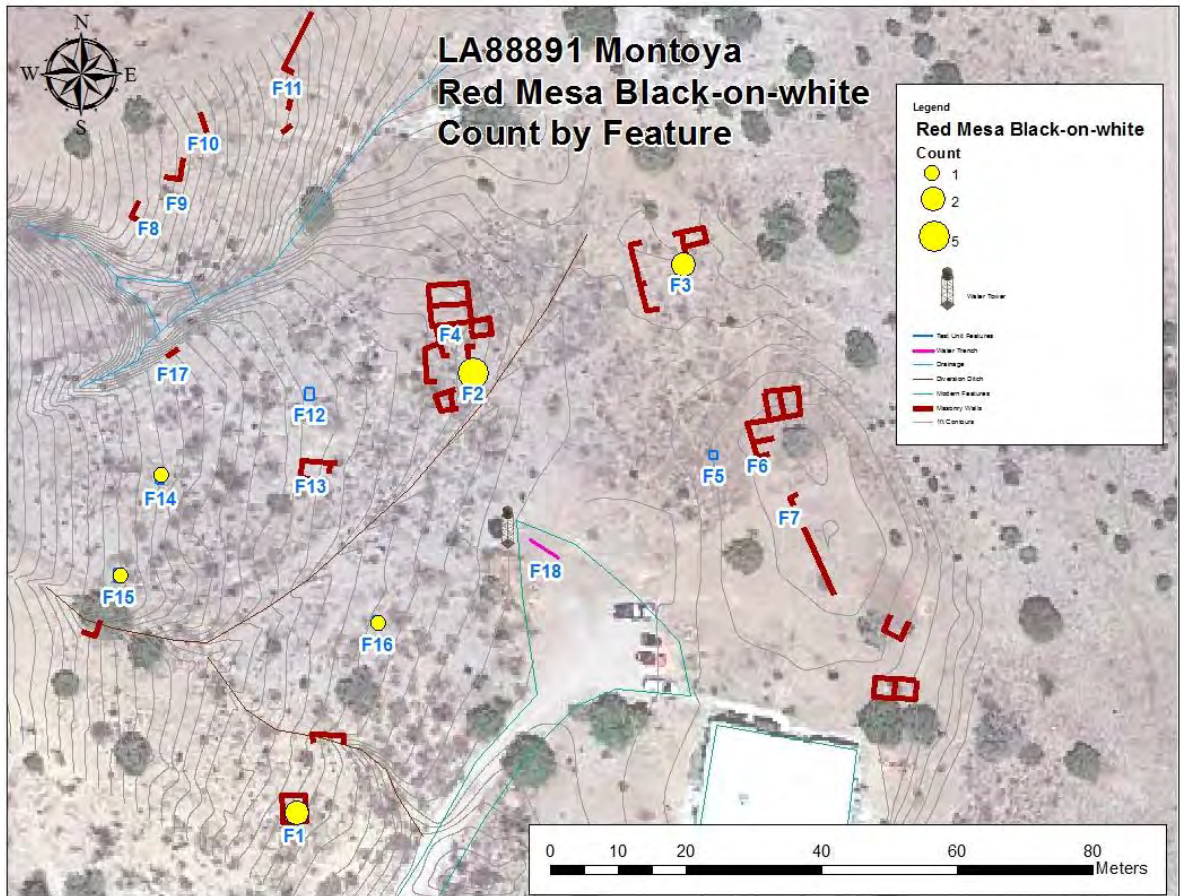 N
W E
S
LA88891 Montoya
Red Mesa Black-on-white
Count by Feature
Legend
Red Mesa Black-on-white
Count
1
2
5
Water Tower
Test Unit Features
Water Trench
Drainage
Diversion Ditch
Modern Features
Masonry Walls
1ft Contours
F11
F10
F9
F8
F3
F4
F17
F2
F12
F6
F5
F13
F14
F7
F18
F15
F16
F1
0 10 20 40 60 80
Meters